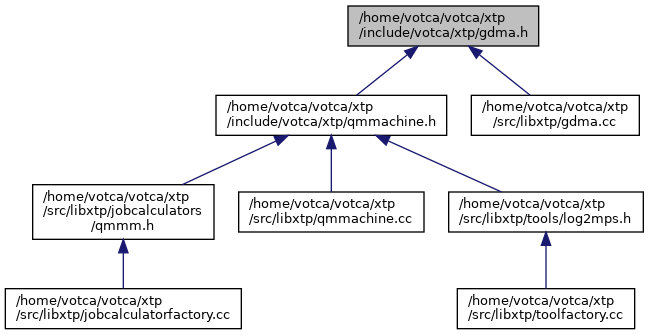 /home/votca/votca/xtp
/include/votca/xtp/gdma.h
/home/votca/votca/xtp
/include/votca/xtp/qmmachine.h
/home/votca/votca/xtp
/src/libxtp/gdma.cc
/home/votca/votca/xtp
/src/libxtp/jobcalculators
/qmmm.h
/home/votca/votca/xtp
/src/libxtp/qmmachine.cc
/home/votca/votca/xtp
/src/libxtp/tools/log2mps.h
/home/votca/votca/xtp
/src/libxtp/jobcalculatorfactory.cc
/home/votca/votca/xtp
/src/libxtp/toolfactory.cc